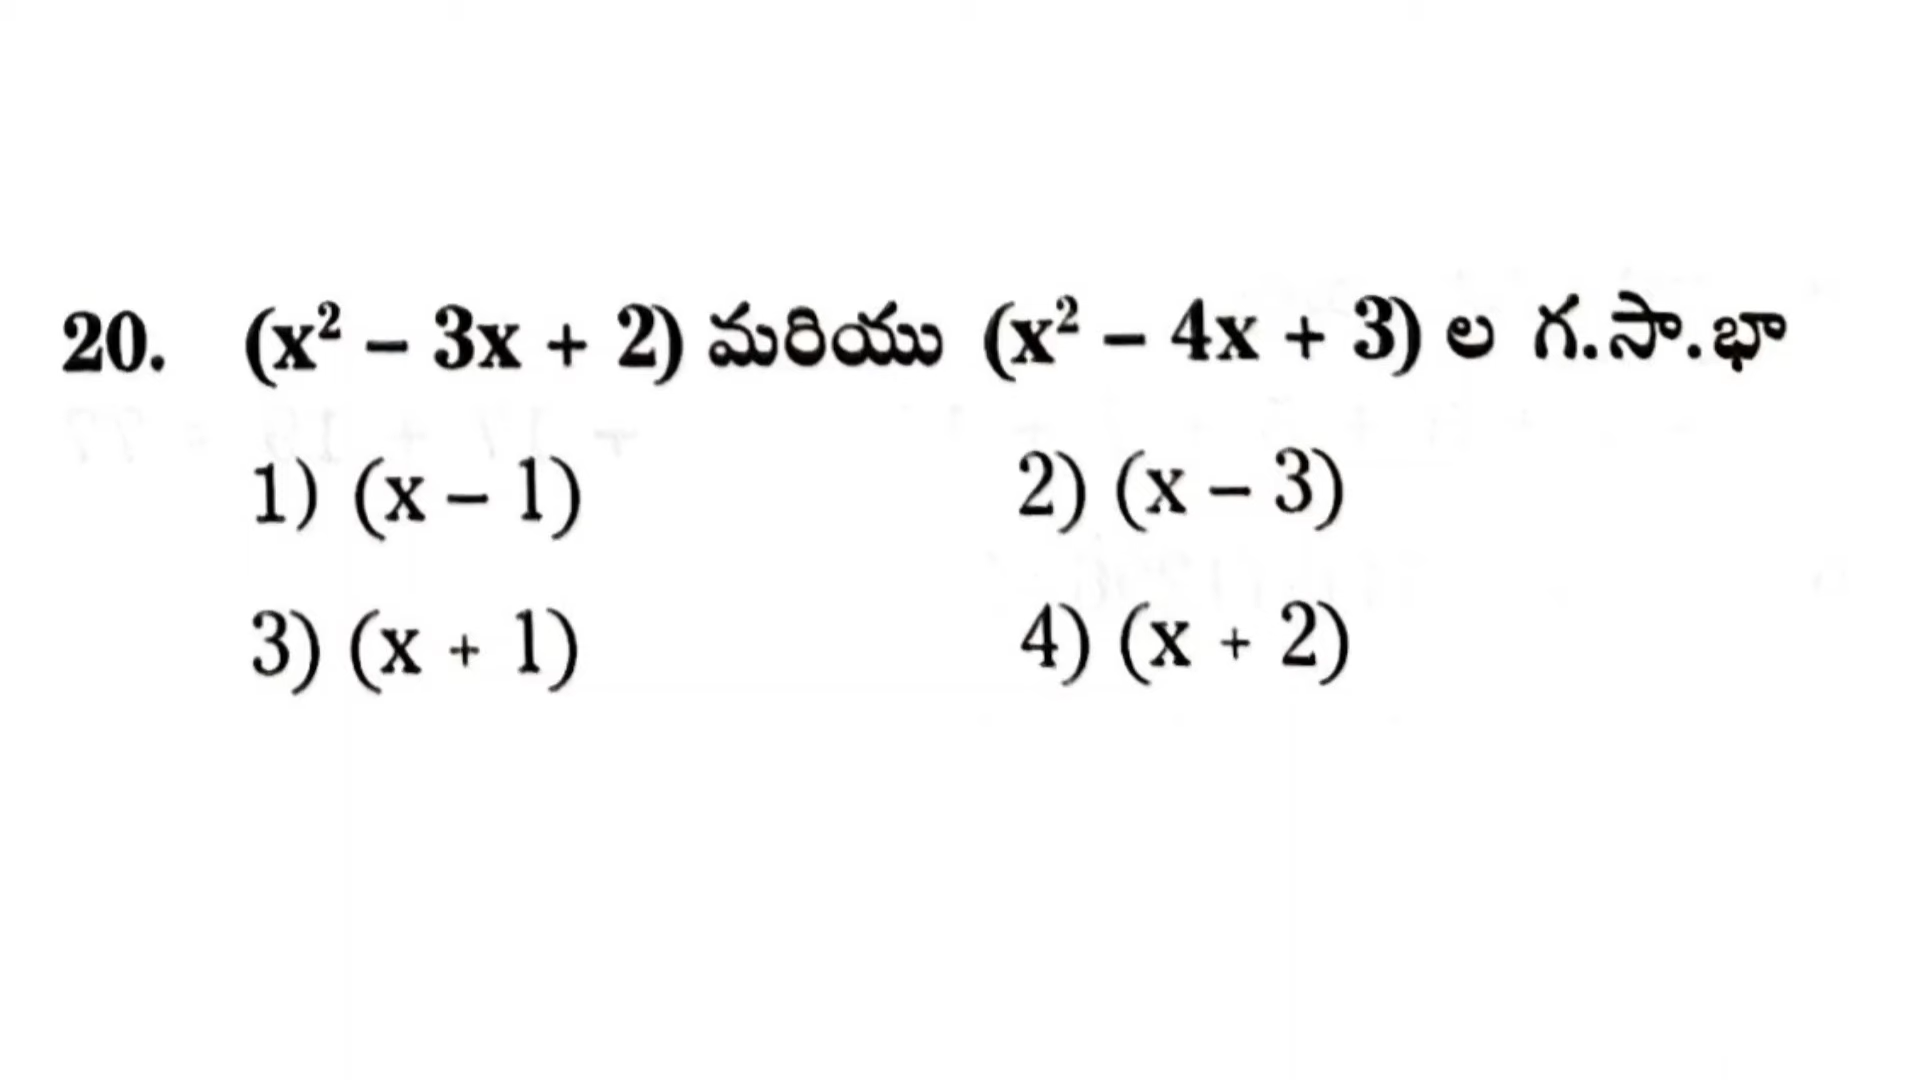 20. (x² – 3x + 2) మరియు (x² – 4x + 3) ల గ.సా.భా
1) (x – 1) 2) (x – 3)
3) (x + 1) 4) (x + 2)